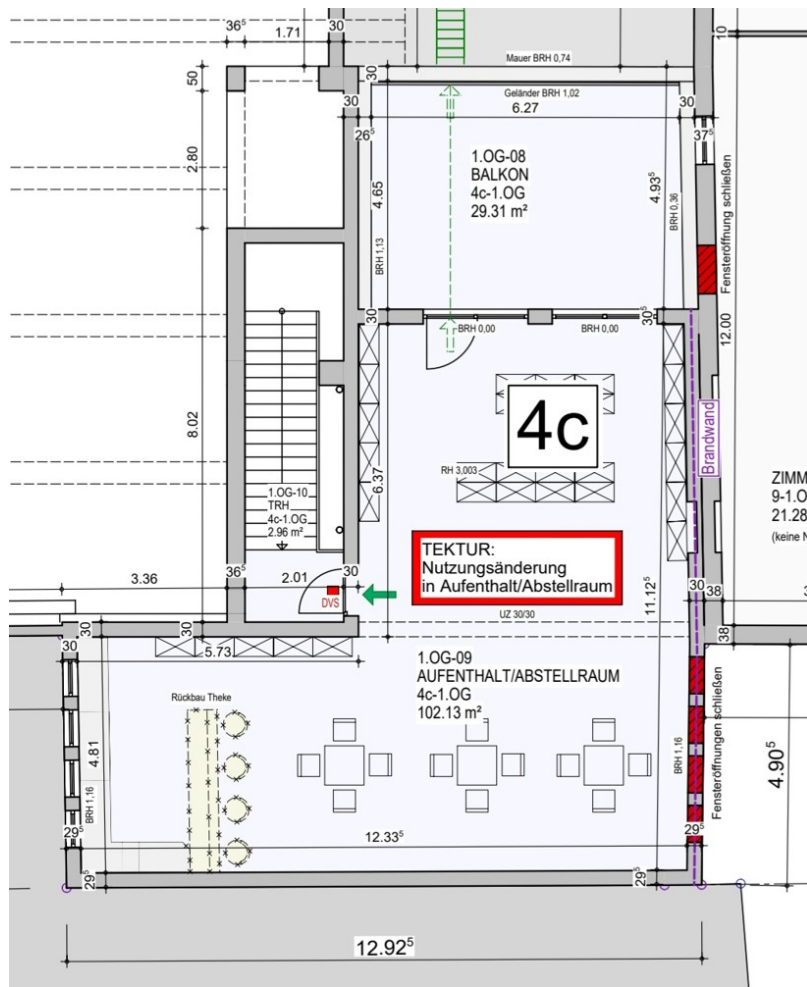 36⁵
1.71
30
Mauer BRH 0,74
10
50
30
Geländer BRH 1,02
30
6.27
30
26⁵
37⁵
2.80
4.65
BRH 1,13
1.OG-08
BALKON
4c-1.OG
29.31 m²
4.93⁵
BRH 0,36
Fensteröffnung schließen
12.00
30
BRH 0,00
BRH 0,00
30⁵
8.02
6.37
4c
RH 3,003
Brandwand
1.OG-10
TRH
4c-1.OG
2.96 m²
ZIMM
9-1.O
21.28
(keine N
TEKTUR:
Nutzungsänderung
in Aufenthalt/Abstellraum
3.36
36⁵
2.01
30
DVS
11.12⁵
30
38
3
UZ 30/30
30
30
38
30
5.73
1.OG-09
AUFENTHALT/ABSTELLRAUM
4c-1.OG
102.13 m²
Rückbau Theke
4.81
BRH 1,16
BRH 1,16
Fensteröffnungen schließen
4.90⁵
29⁵
12.33⁵
29⁵
29⁵
29⁵
12.92⁵